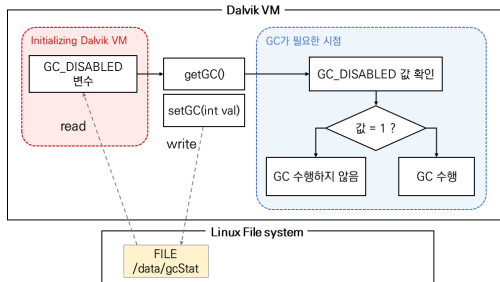 Dalvik VM
Initializing Dalvik VM
GC_DISABLED
변수
read
getGC()
setGC(int val)
write
GC가 필요한 시점
GC_DISABLED 값 확인
값 = 1 ?
GC 수행하지 않음
GC 수행
Linux File system
FILE
/data/gcStat